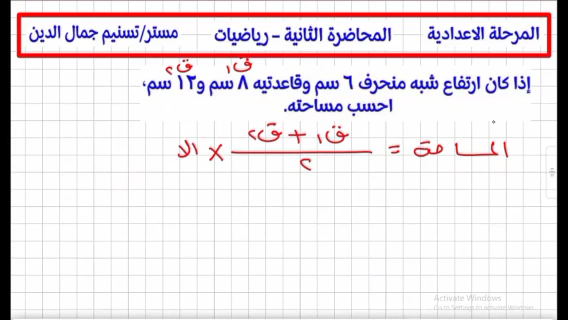 المرحلة الاعدادية المحاضرة الثانية - رياضيات مستر/تسنيم جمال الدين
ق١ ق٢
إذا كان ارتفاع شبه منحرف ٦ سم وقاعدتيه ٨ سم و١٢ سم،
احسب مساحته.
المساحة = ق١ + ق٢ / ٢ × الا
Activate Windows
Go to Settings to activate Windows.